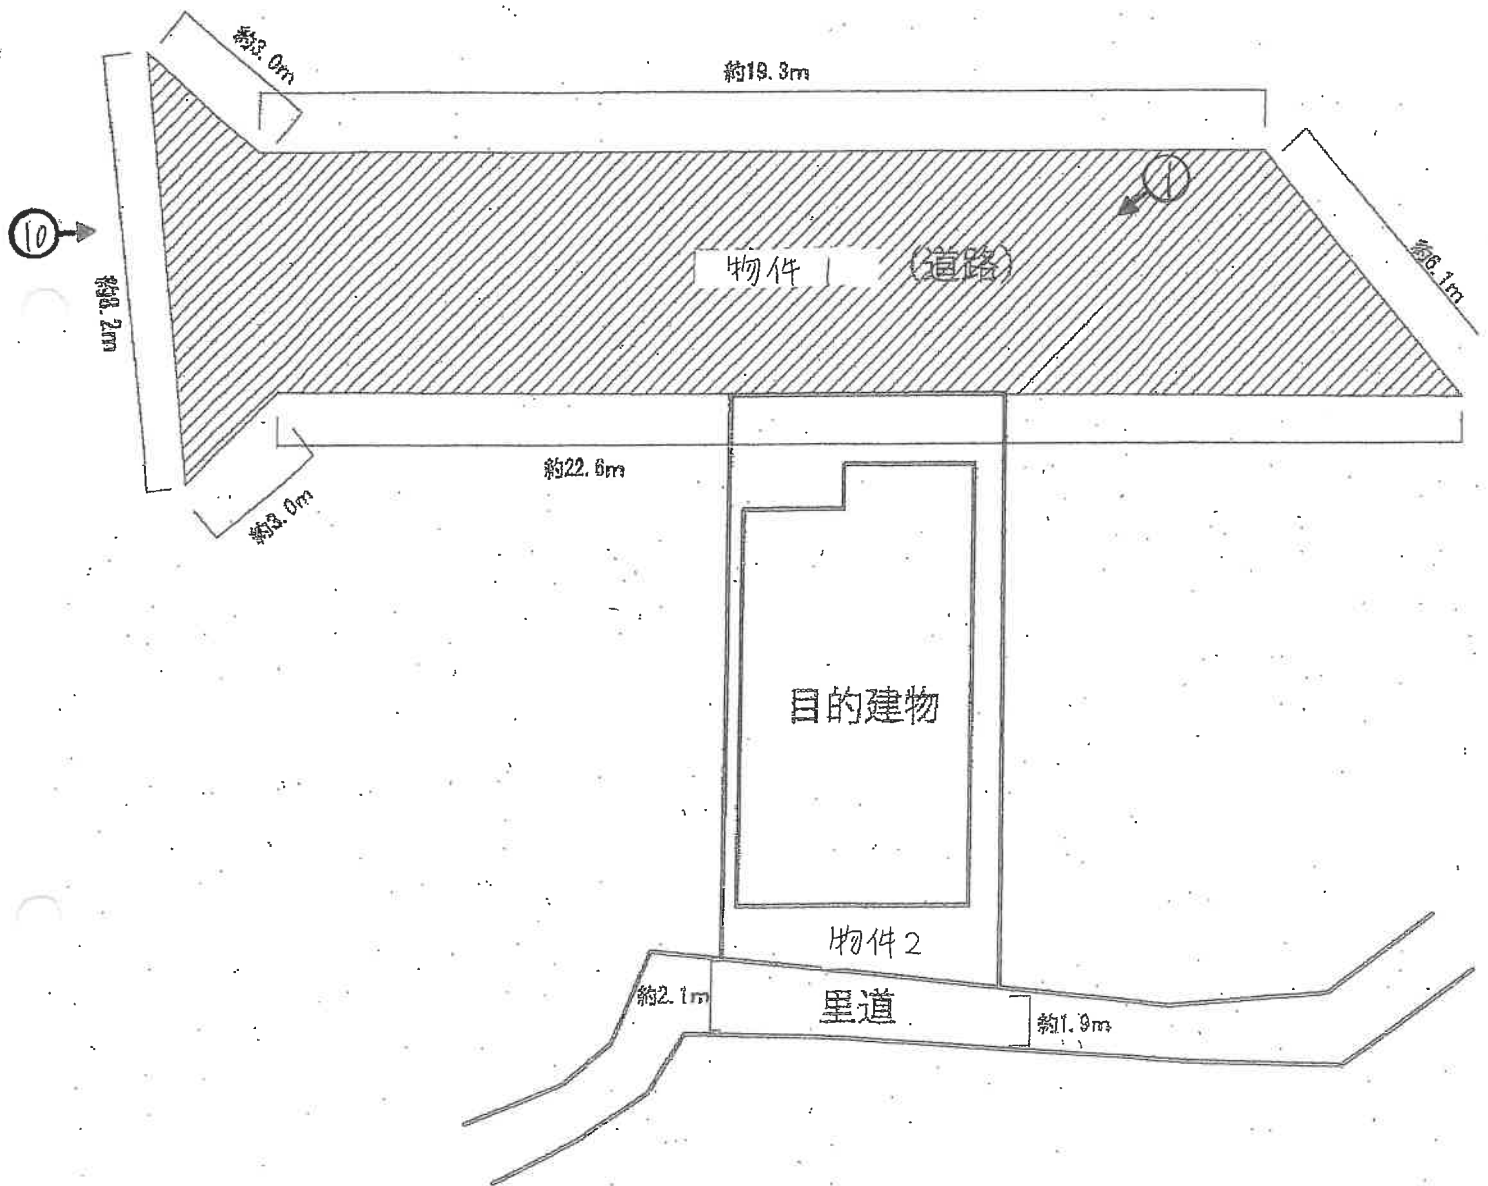 約3.0m
約19.3m
①
⑩
物件1
(道路)
約6.1m
約8.2m
約22.6m
約3.0m
目的建物
物件2
約2.1m
里道
約1.9m